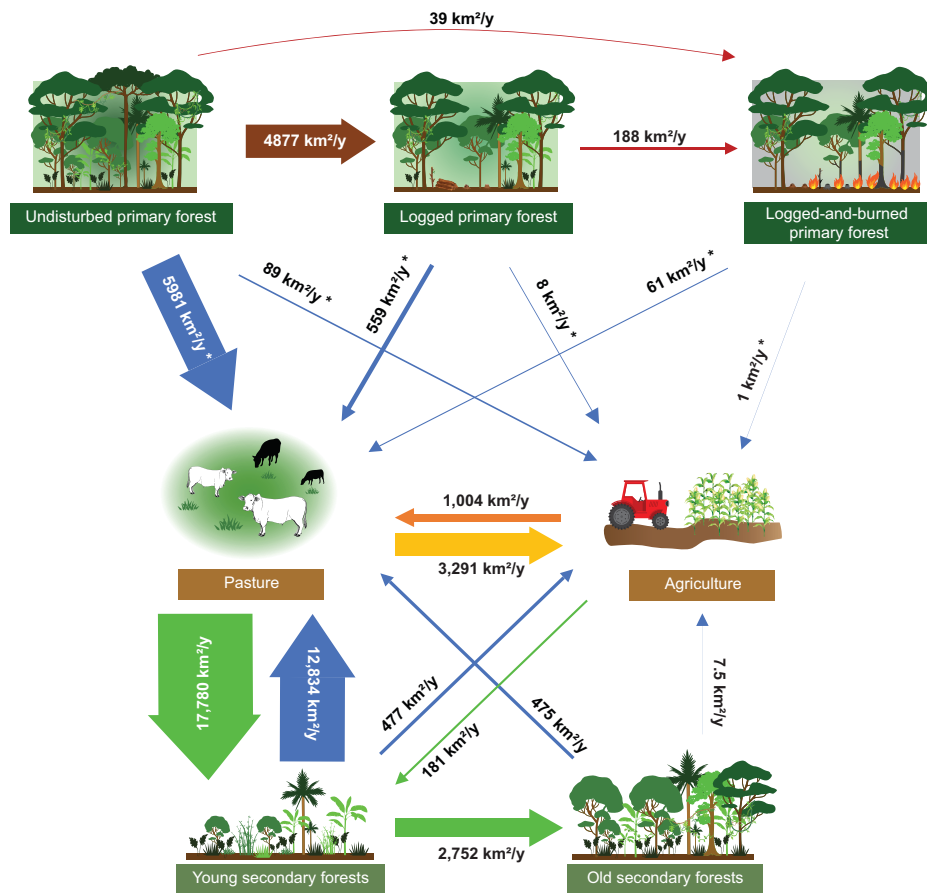 39 km²/y
4877 km²/y
188 km²/y
Undisturbed primary forest
Logged primary forest
Logged-and-burned
primary forest
5981 km²/y *
89 km²/y *
559 km²/y *
8 km²/y *
61 km²/y *
1 km²/y *
1,004 km²/y
3,291 km²/y
Pasture
Agriculture
17,780 km²/y
12,834 km²/y
477 km²/y
181 km²/y
475 km²/y
7.5 km²/y
2,752 km²/y
Young secondary forests
Old secondary forests